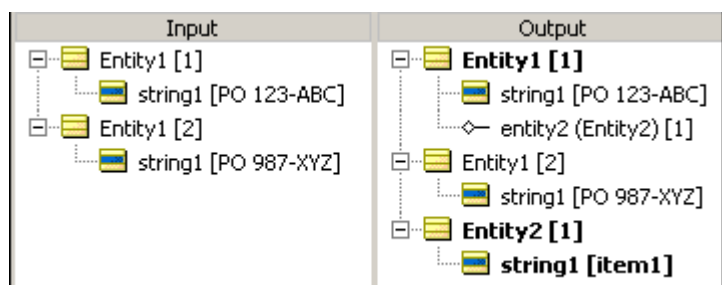 Input
Entity1 [1]
string1 [PO 123-ABC]
Entity1 [2]
string1 [PO 987-XYZ]
Output
Entity1 [1]
string1 [PO 123-ABC]
entity2 (Entity2) [1]
Entity1 [2]
string1 [PO 987-XYZ]
Entity2 [1]
string1 [item1]